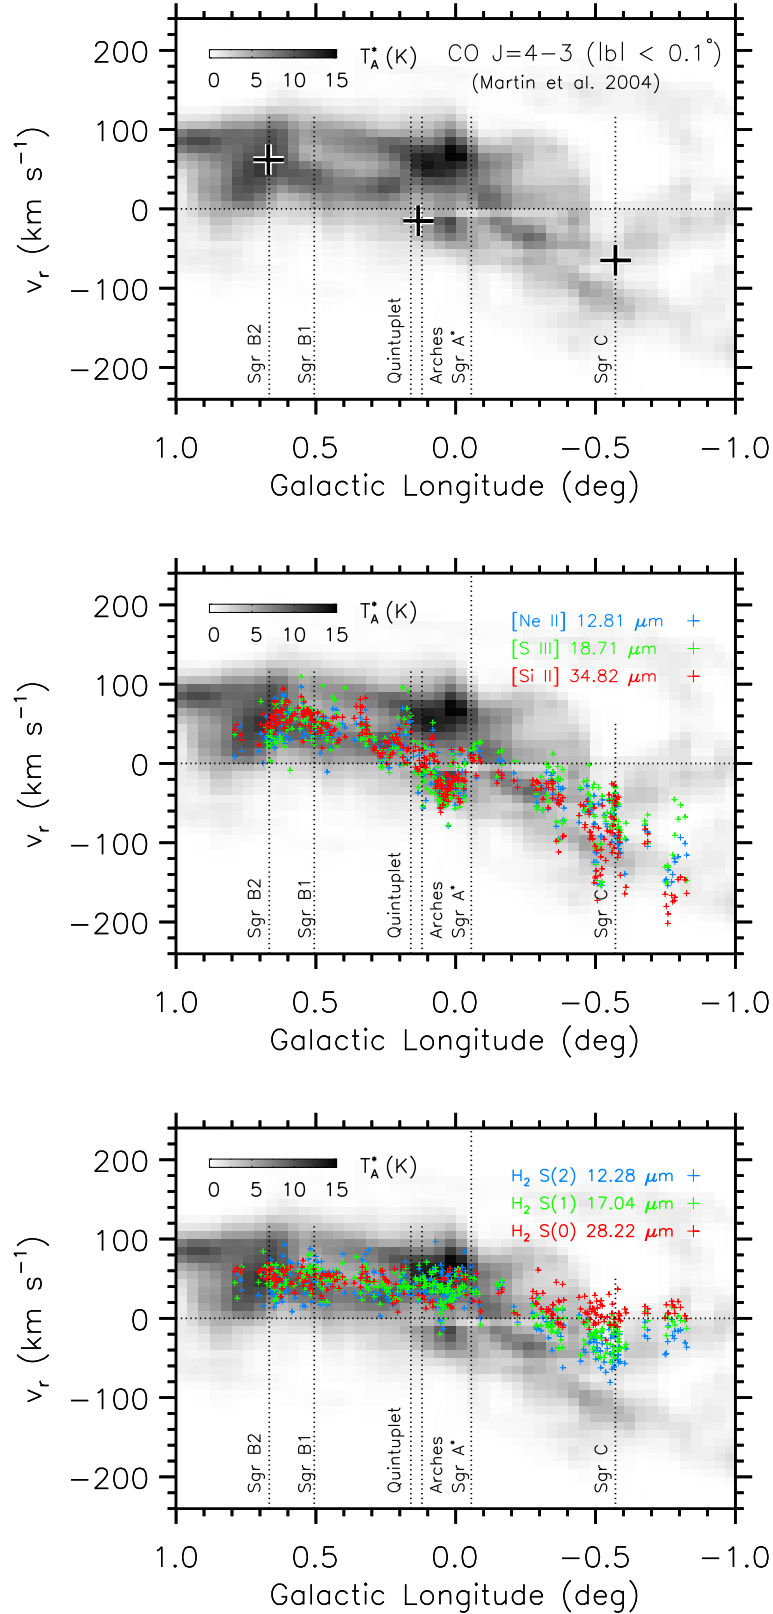 200
100
0
−100
−200
v_r (km s⁻¹)
0 5 10 15
T*_A (K)
CO J=4−3 (|b| < 0.1°)
(Martin et al. 2004)
Sgr B2
Sgr B1
Quintuplet
Arches
Sgr A*
Sgr C
1.0 0.5 0.0 −0.5 −1.0
Galactic Longitude (deg)
200
100
0
−100
−200
v_r (km s⁻¹)
0 5 10 15
T*_A (K)
[Ne II] 12.81 μm +
[S III] 18.71 μm +
[Si II] 34.82 μm +
Sgr B2
Sgr B1
Quintuplet
Arches
Sgr A*
Sgr C
1.0 0.5 0.0 −0.5 −1.0
Galactic Longitude (deg)
200
100
0
−100
−200
v_r (km s⁻¹)
0 5 10 15
T*_A (K)
H₂ S(2) 12.28 μm +
H₂ S(1) 17.04 μm +
H₂ S(0) 28.22 μm +
Sgr B2
Sgr B1
Quintuplet
Arches
Sgr A*
Sgr C
1.0 0.5 0.0 −0.5 −1.0
Galactic Longitude (deg)